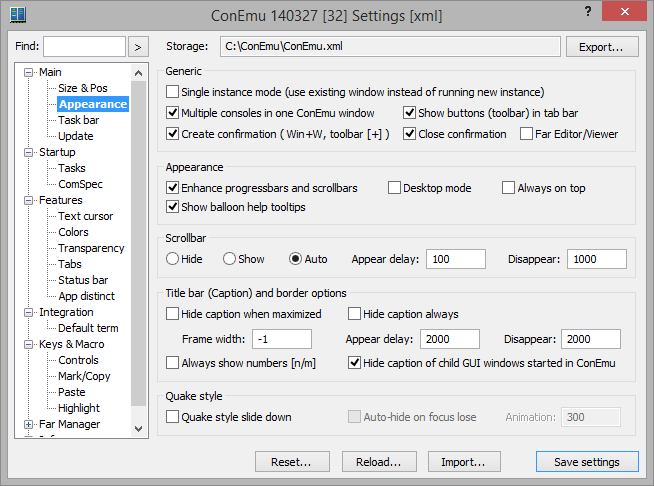 ConEmu 140327 [32] Settings [xml]
?
Find:
>
Storage:
C:\ConEmu\ConEmu.xml
Export...
Main
Size & Pos
Appearance
Task bar
Update
Startup
Tasks
ComSpec
Features
Text cursor
Colors
Transparency
Tabs
Status bar
App distinct
Integration
Default term
Keys & Macro
Controls
Mark/Copy
Paste
Highlight
Far Manager
Generic
Single instance mode (use existing window instead of running new instance)
Multiple consoles in one ConEmu window
Show buttons (toolbar) in tab bar
Create confirmation ( Win+W, toolbar [+] )
Close confirmation
Far Editor/Viewer
Appearance
Enhance progressbars and scrollbars
Desktop mode
Always on top
Show balloon help tooltips
Scrollbar
Hide
Show
Auto
Appear delay:
100
Disappear:
1000
Title bar (Caption) and border options
Hide caption when maximized
Hide caption always
Frame width:
-1
Appear delay:
2000
Disappear:
2000
Always show numbers [n/m]
Hide caption of child GUI windows started in ConEmu
Quake style
Quake style slide down
Auto-hide on focus lose
Animation:
300
Reset...
Reload...
Import...
Save settings